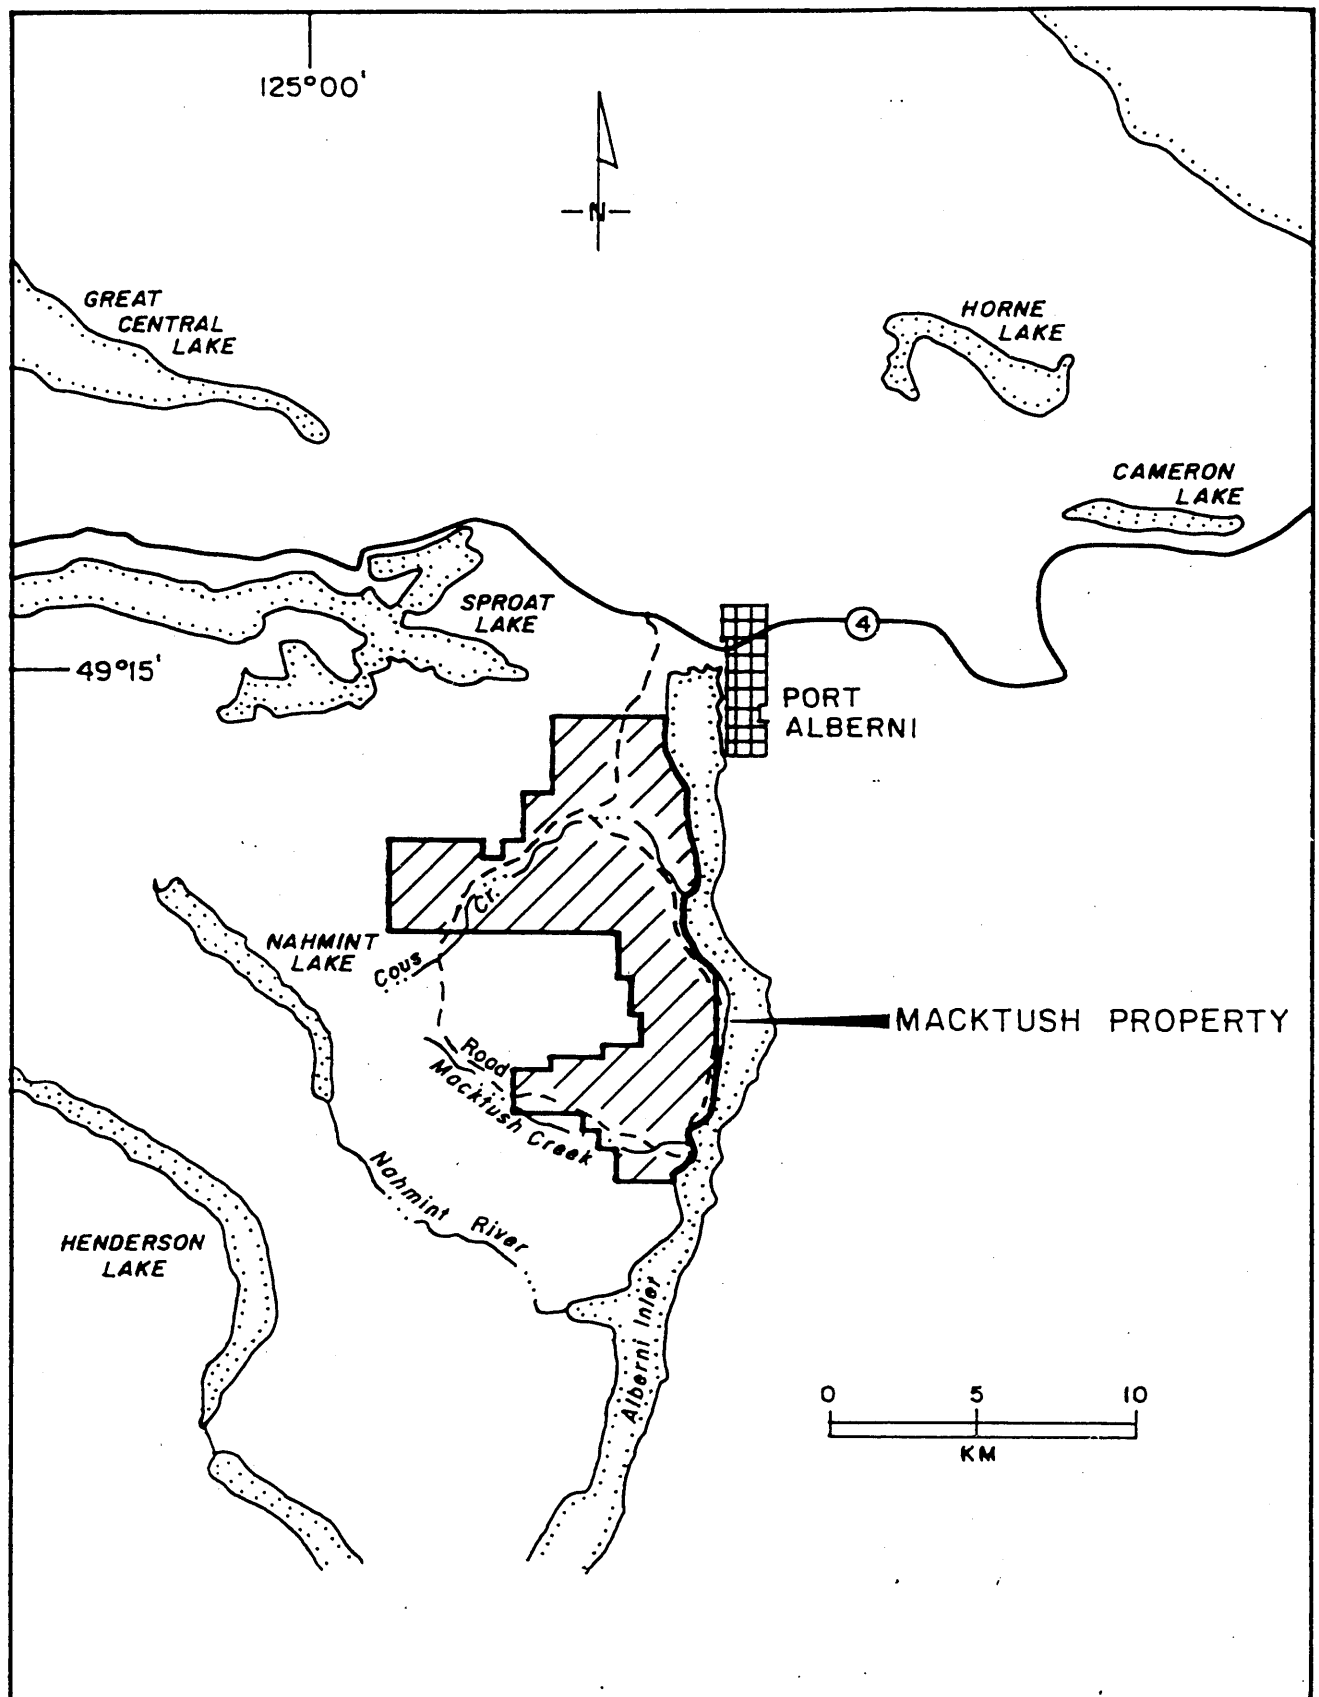 125°00'
N
GREAT
CENTRAL
LAKE
HORNE
LAKE
CAMERON
LAKE
SPROAT
LAKE
4
49°15'
PORT
ALBERNI
Cr.
NAHMINT
LAKE
Cous
MACKTUSH PROPERTY
Road
Macktush Creek
Nahmint River
HENDERSON
LAKE
Alberni Inlet
0 5 10
KM